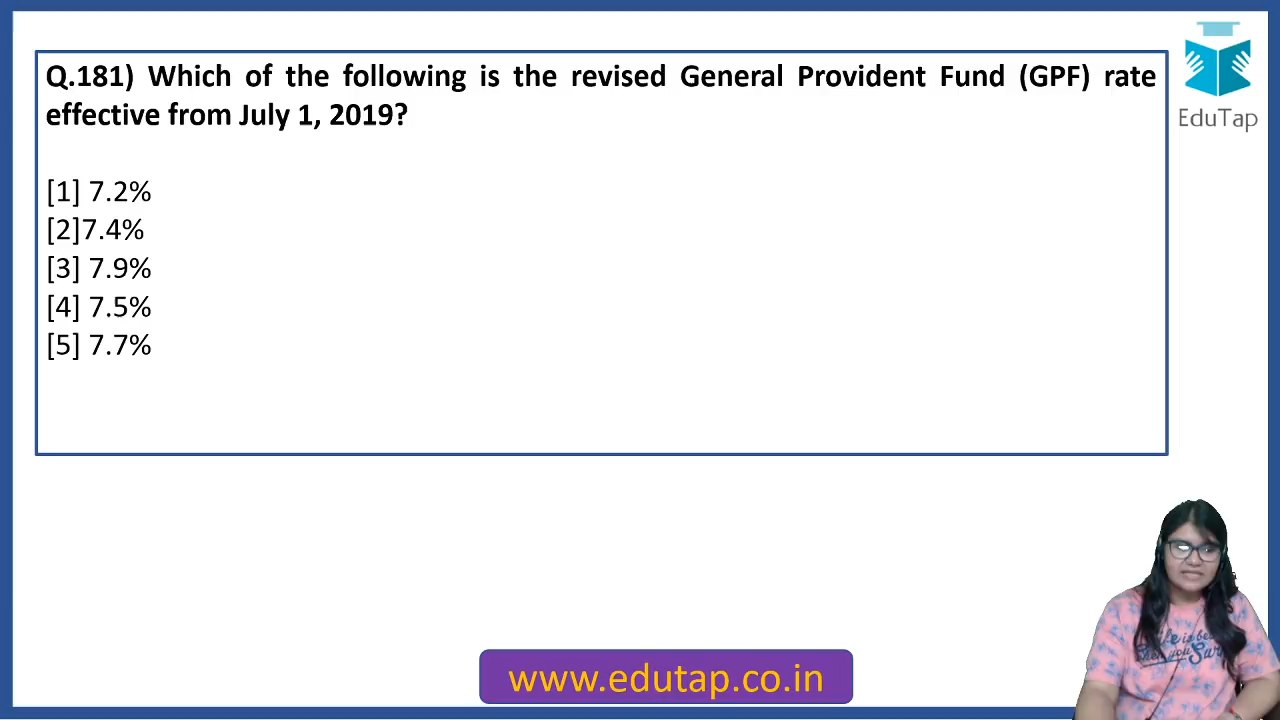 Q.181) Which of the following is the revised General Provident Fund (GPF) rate
effective from July 1, 2019?
[1] 7.2%
[2]7.4%
[3] 7.9%
[4] 7.5%
[5] 7.7%
EduTap
www.edutap.co.in